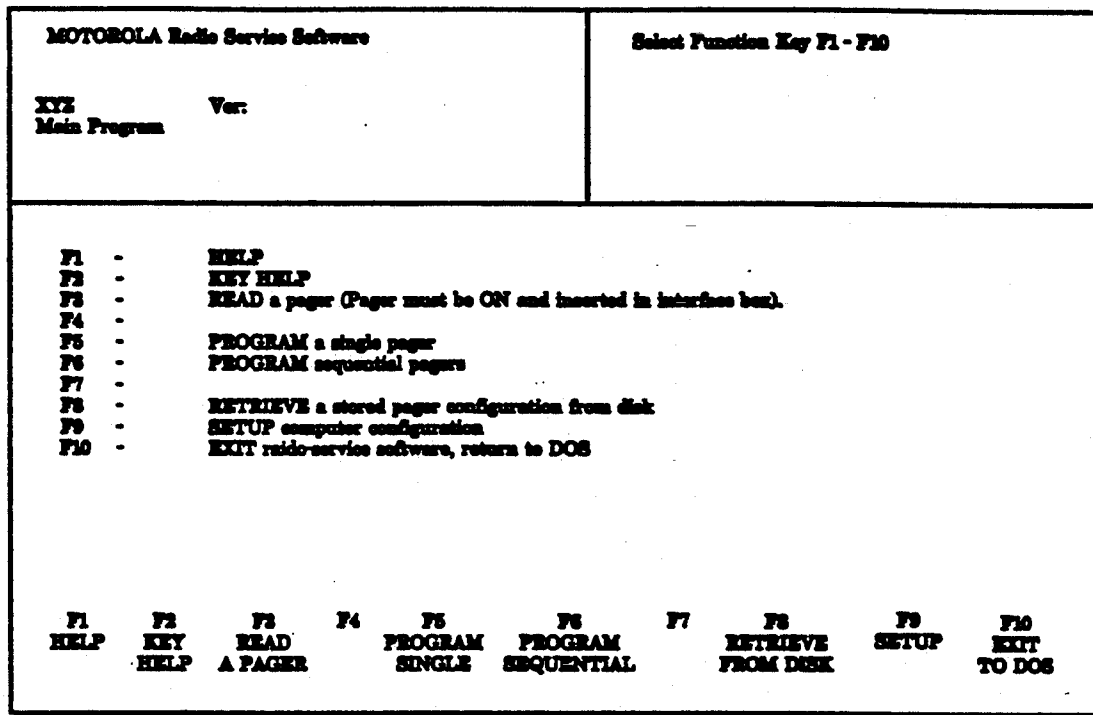 MOTOROLA Radio Service Software
Select Function Key F1 - F10
XYZ Ver:
Main Program
F1 - HELP
F2 - KEY HELP
F3 - READ a pager (Pager must be ON and inserted in interface box).
F4 -
F5 - PROGRAM a single pager
F6 - PROGRAM sequential pagers
F7 -
F8 - RETRIEVE a stored pager configuration from disk
F9 - SETUP computer configuration
F10 - EXIT raido-service software, return to DOS
F1 F2 F3 F4 F5 F6 F7 F8 F9 F10
HELP KEY READ PROGRAM PROGRAM RETRIEVE SETUP EXIT
HELP A PAGER SINGLE SEQUENTIAL FROM DISK TO DOS